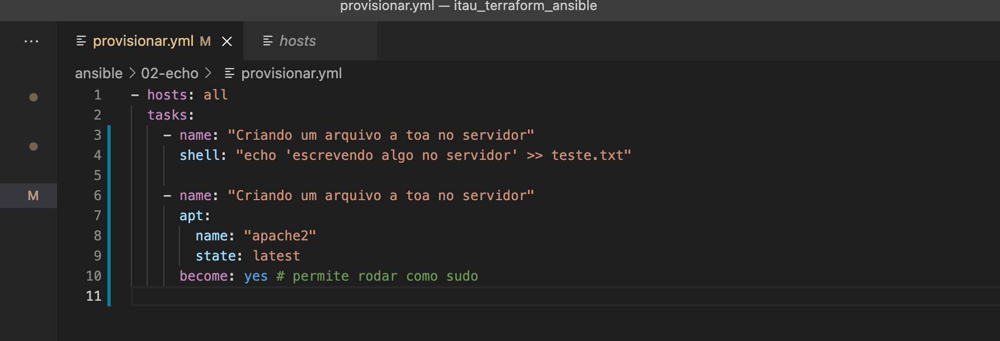 provisionar.yml — itau_terraform_ansible
... provisionar.yml M × hosts
ansible > 02-echo > provisionar.yml
1 - hosts: all
2 tasks:
3 - name: "Criando um arquivo a toa no servidor"
4 shell: "echo 'escrevendo algo no servidor' >> teste.txt"
5
M 6 - name: "Criando um arquivo a toa no servidor"
7 apt:
8 name: "apache2"
9 state: latest
10 become: yes # permite rodar como sudo
11